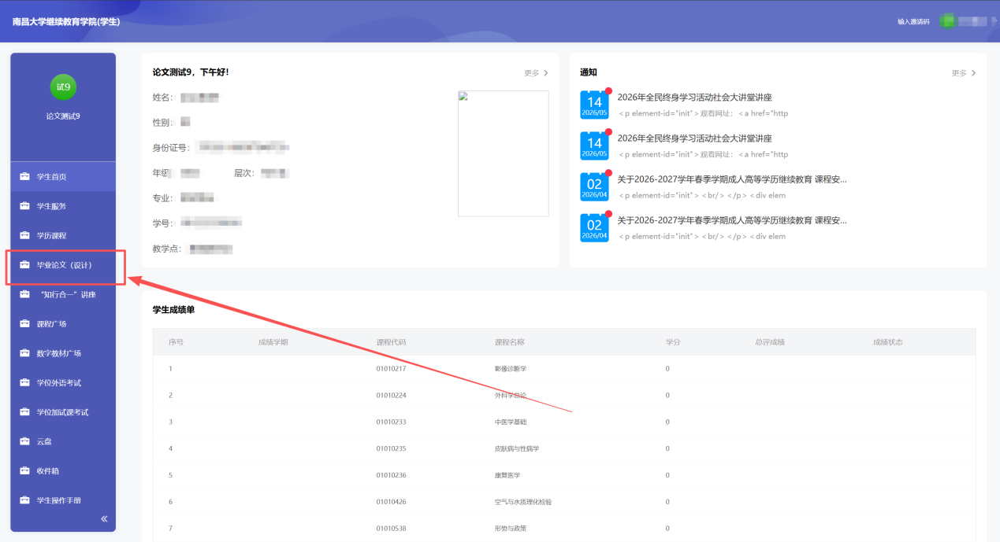 南昌大学继续教育学院(学生)
输入邀请码
试9
论文测试9
学生首页
学生服务
学历课程
毕业论文（设计）
“知行合一”讲座
课程广场
数字教材广场
学位外语考试
学位加试课考试
云盘
收件箱
学生操作手册
论文测试9，下午好！
更多
姓名：
性别：
身份证号：
年级
层次：
专业：
学号：
教学点：
通知
更多
14
2026/05
2026年全民终身学习活动社会大讲堂讲座
<p element-id="init">观看网址：<a href="http
14
2026/05
2026年全民终身学习活动社会大讲堂讲座
<p element-id="init">观看网址：<a href="http
02
2026/04
关于2026-2027学年春季学期成人高等学历继续教育 课程安...
<p element-id="init"><br/></p><div elem
02
2026/04
关于2026-2027学年春季学期成人高等学历继续教育 课程安...
<p element-id="init"><br/></p><div elem
学生成绩单
序号 成绩学期 课程代码 课程名称 学分 总评成绩 成绩状态
1 01010217 影像诊断学 0
2 01010224 外科学总论 0
3 01010233 中医学基础 0
4 01010235 皮肤病与性病学 0
5 01010236 康复医学 0
6 01010426 空气与水质理化检验 0
7 01010538 形势与政策 0